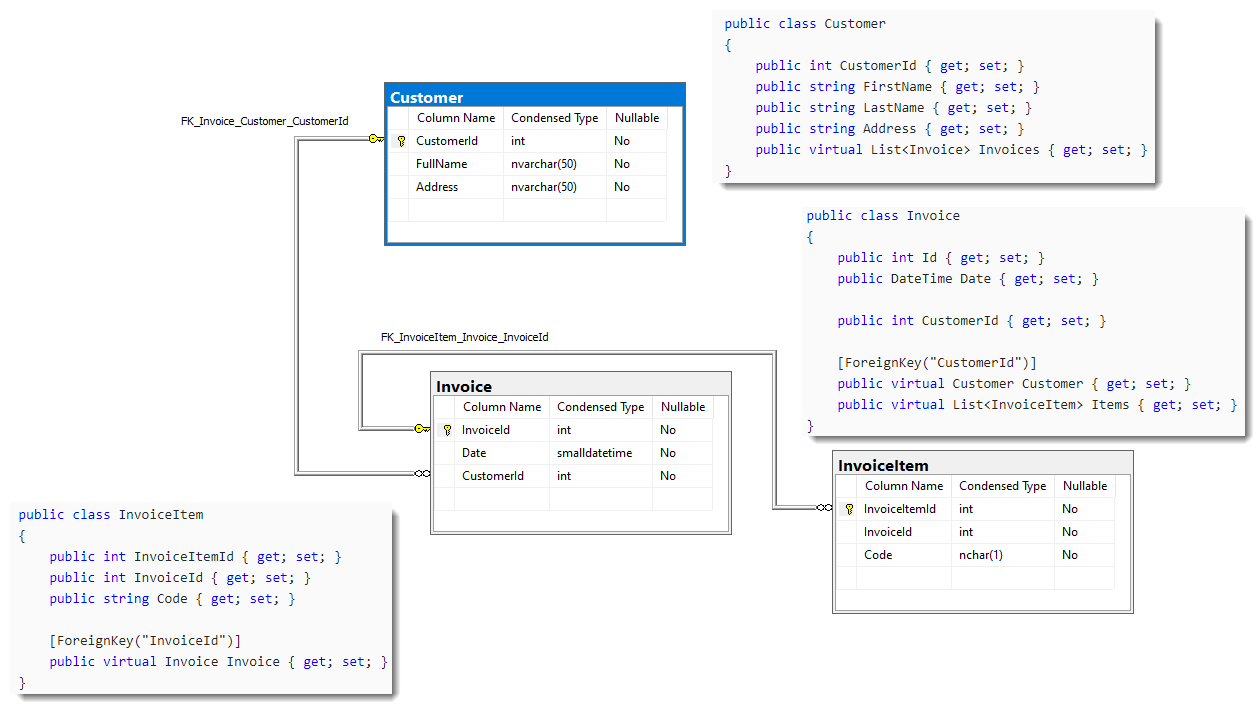 public class Customer
{
    public int CustomerId { get; set; }
    public string FirstName { get; set; }
    public string LastName { get; set; }
    public string Address { get; set; }
    public virtual List<Invoice> Invoices { get; set; }
}
FK_Invoice_Customer_CustomerId
Customer
Column Name Condensed Type Nullable
CustomerId int No
FullName nvarchar(50) No
Address nvarchar(50) No
public class Invoice
{
    public int Id { get; set; }
    public DateTime Date { get; set; }
    public int CustomerId { get; set; }
    [ForeignKey("CustomerId")]
    public virtual Customer Customer { get; set; }
    public virtual List<InvoiceItem> Items { get; set; }
}
FK_InvoiceItem_Invoice_InvoiceId
Invoice
Column Name Condensed Type Nullable
InvoiceId int No
Date smalldatetime No
CustomerId int No
InvoiceItem
Column Name Condensed Type Nullable
InvoiceItemId int No
InvoiceId int No
Code nchar(1) No
public class InvoiceItem
{
    public int InvoiceItemId { get; set; }
    public int InvoiceId { get; set; }
    public string Code { get; set; }
    [ForeignKey("InvoiceId")]
    public virtual Invoice Invoice { get; set; }
}